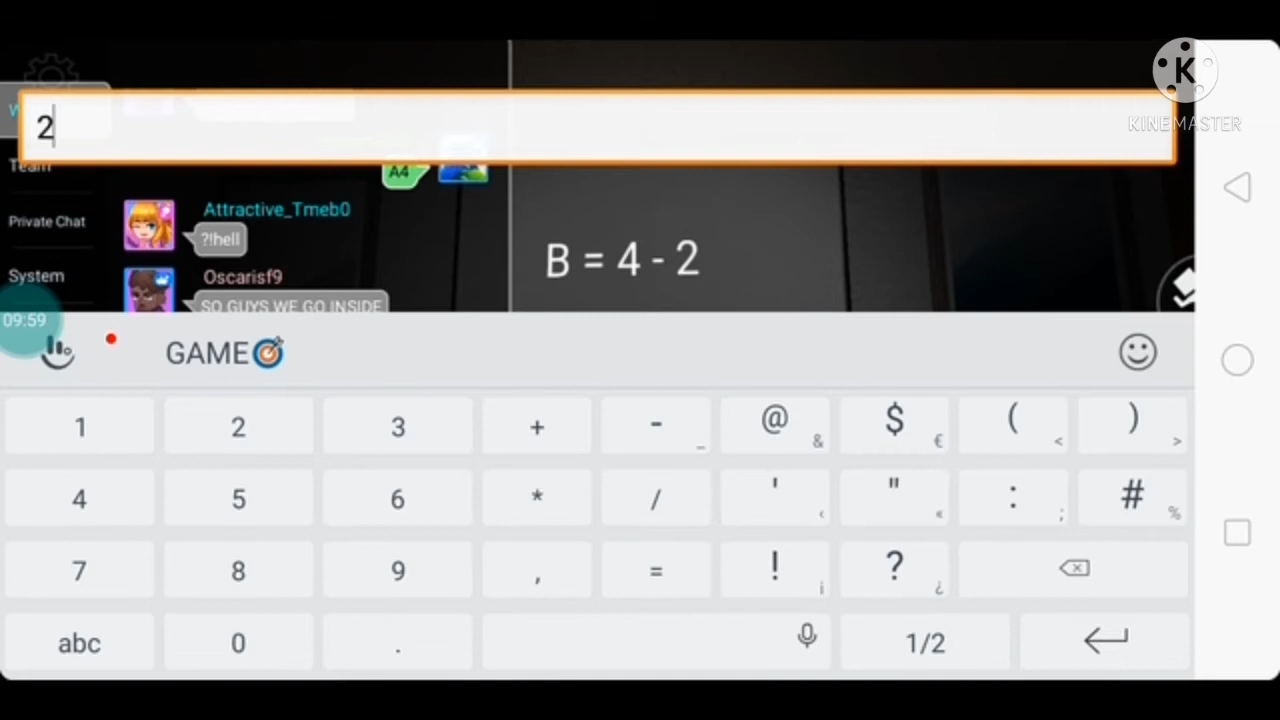 K
KINEMASTER
W
2
Team
A4
Attractive_Tmeb0
?!hell
Private Chat
B = 4 - 2
System
Oscarisf9
SO GUYS WE GO INSIDE
09:59
GAME🎯
1 2 3 + - _ @ & $ € ( < ) >
4 5 6 * / ' ‹ " « : ; # %
7 8 9 , = ! ¡ ? ¿
abc 0 . 1/2